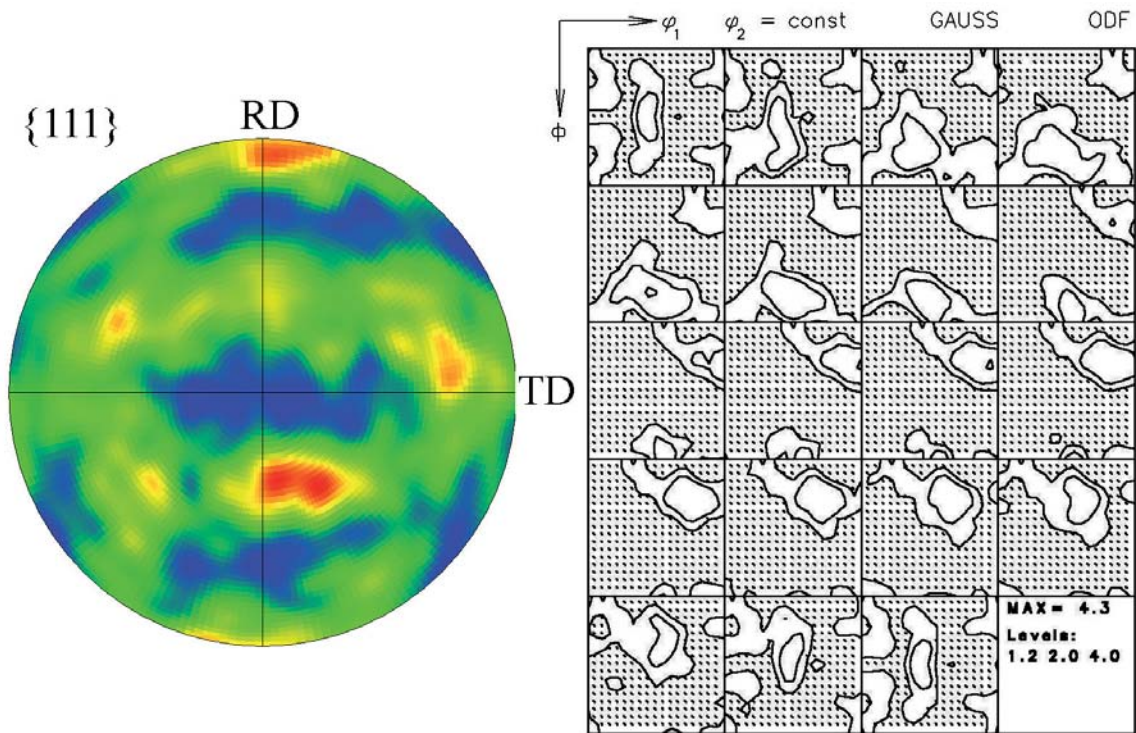 {111}
RD
TD
φ1 φ2 = const GAUSS ODF
Φ
MAX= 4.3
Levels:
1.2 2.0 4.0